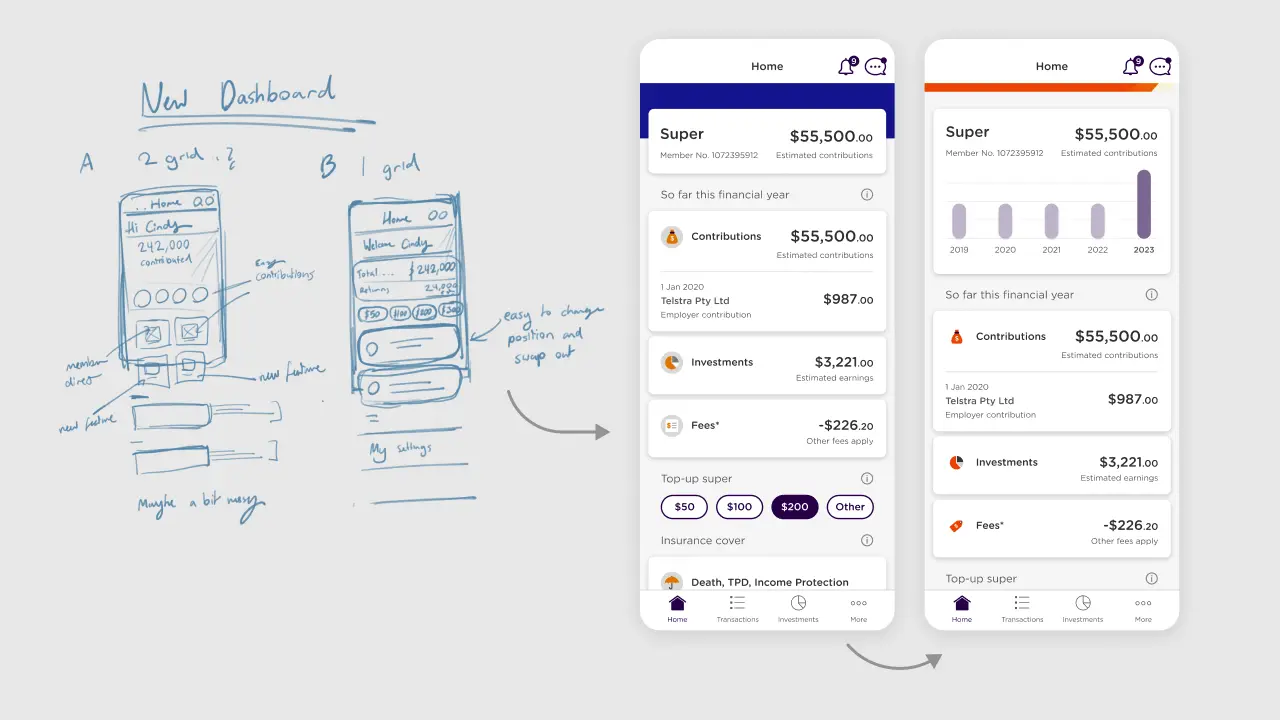 New Dashboard
A 2 grid ..?
B 1 grid
.. Home
Hi Cindy
242,000
contributed
easy
contributions
member
direct
new feature
new feature
Maybe a bit messy
Home
Welcome Cindy
Total ... $242,000
Returns 24,000
$50 $100 $200 $300
easy to change
position and
swap out
My settings
Home
9
Super $55,500.00
Member No. 1072395912 Estimated contributions
So far this financial year
Contributions $55,500.00
Estimated contributions
1 Jan 2020
Telstra Pty Ltd $987.00
Employer contribution
Investments $3,221.00
Estimated earnings
Fees* -$226.20
Other fees apply
Top-up super
$50 $100 $200 Other
Insurance cover
Death, TPD, Income Protection
Home Transactions Investments More
Home
9
Super $55,500.00
Member No. 1072395912 Estimated contributions
2019 2020 2021 2022 2023
So far this financial year
Contributions $55,500.00
Estimated contributions
1 Jan 2020
Telstra Pty Ltd $987.00
Employer contribution
Investments $3,221.00
Estimated earnings
Fees* -$226.20
Other fees apply
Top-up super
Home Transactions Investments More